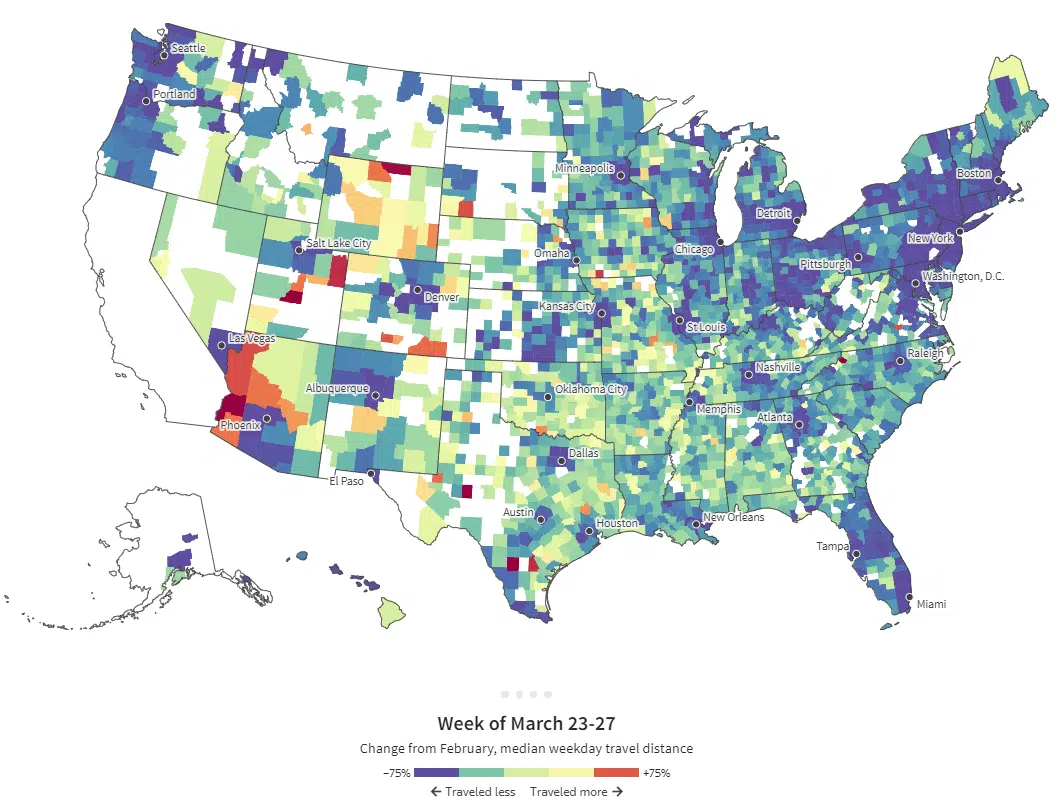 Seattle
Portland
Minneapolis
Boston
Detroit
New York
Salt Lake City
Omaha
Chicago
Pittsburgh
Washington, D.C.
Denver
Kansas City
St Louis
Las Vegas
Nashville
Raleigh
Albuquerque
Oklahoma City
Memphis
Atlanta
Phoenix
Dallas
El Paso
Austin
Houston
New Orleans
Tampa
Miami
Week of March 23-27
Change from February, median weekday travel distance
−75% +75%
← Traveled less Traveled more →